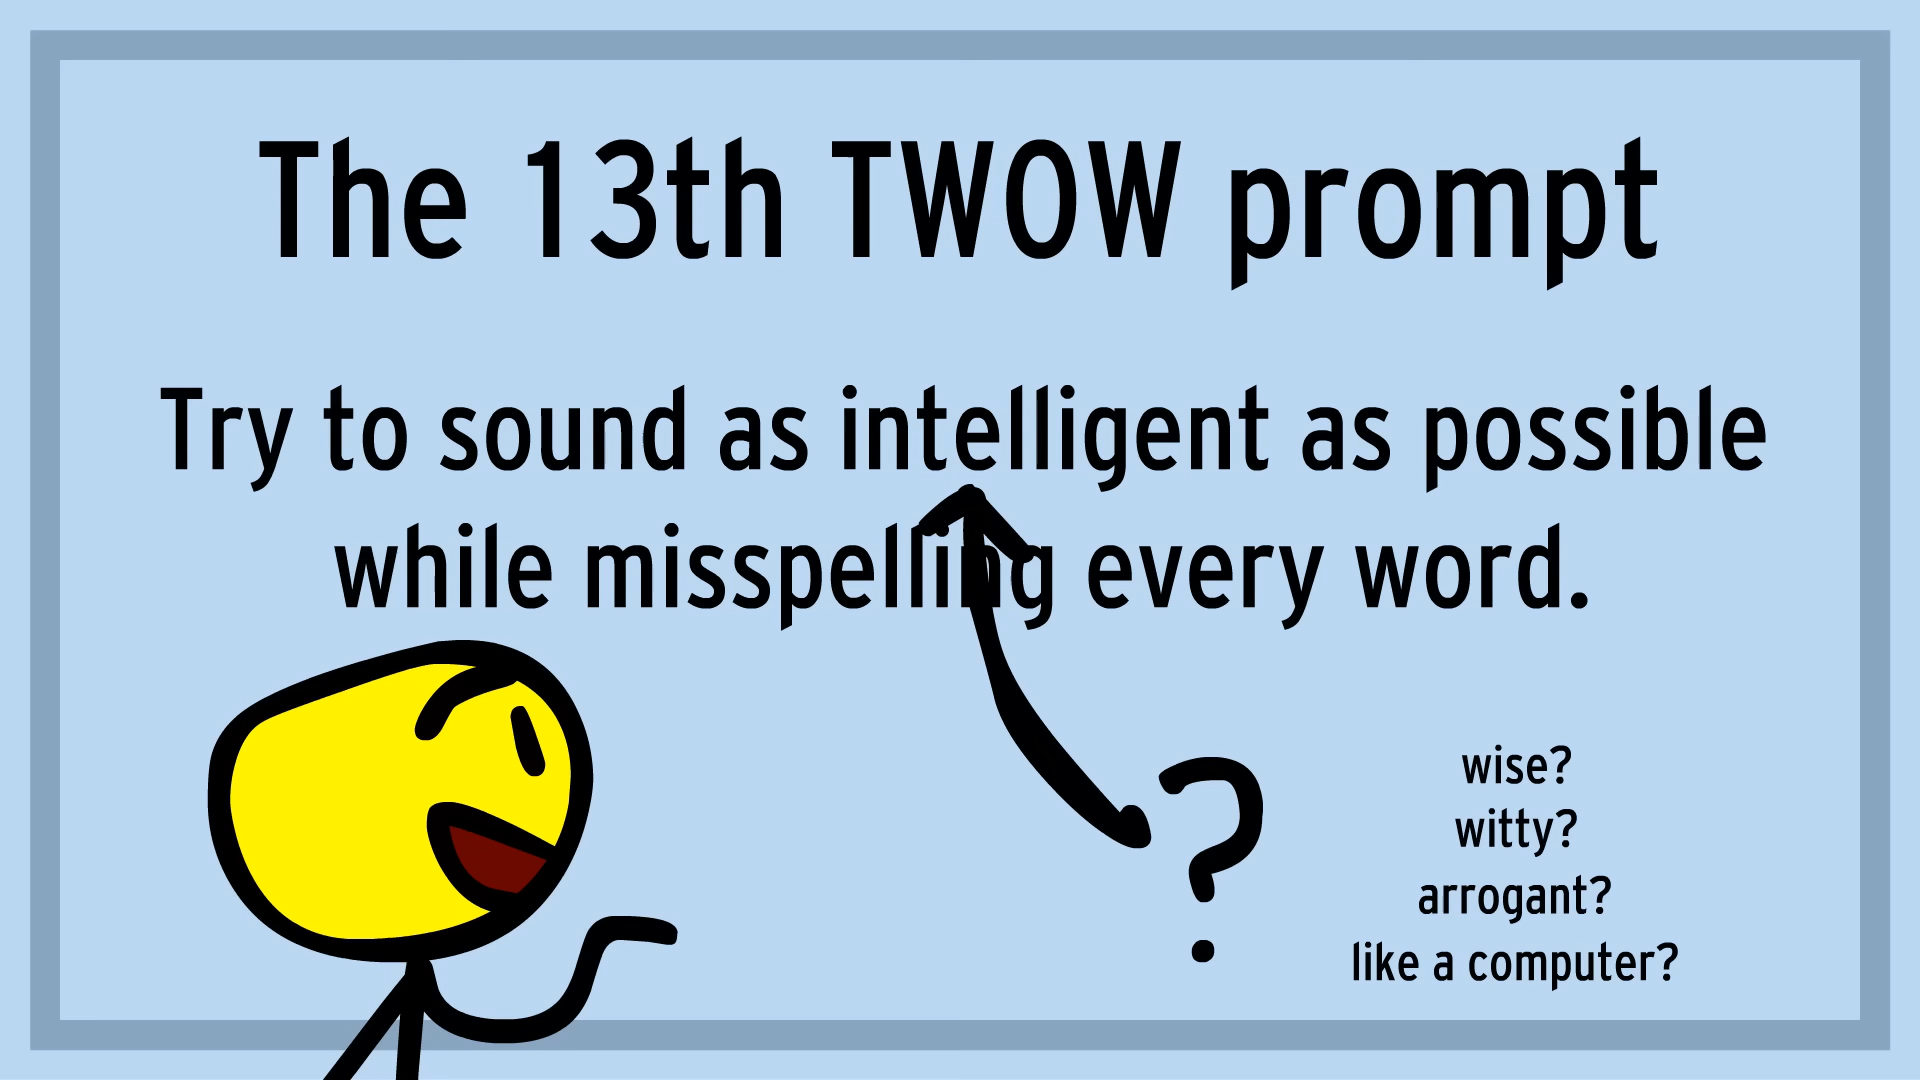 The 13th TWOW prompt
Try to sound as intelligent as possible
while misspelling every word.
?
wise?
witty?
arrogant?
like a computer?